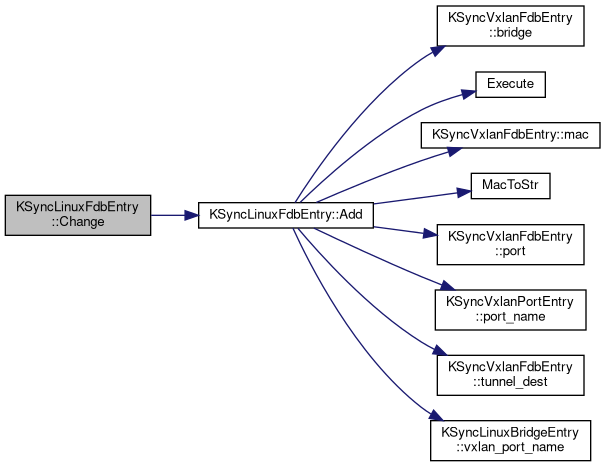 KSyncLinuxFdbEntry
::Change
KSyncLinuxFdbEntry::Add
KSyncVxlanFdbEntry
::bridge
Execute
KSyncVxlanFdbEntry::mac
MacToStr
KSyncVxlanFdbEntry
::port
KSyncVxlanPortEntry
::port_name
KSyncVxlanFdbEntry
::tunnel_dest
KSyncLinuxBridgeEntry
::vxlan_port_name